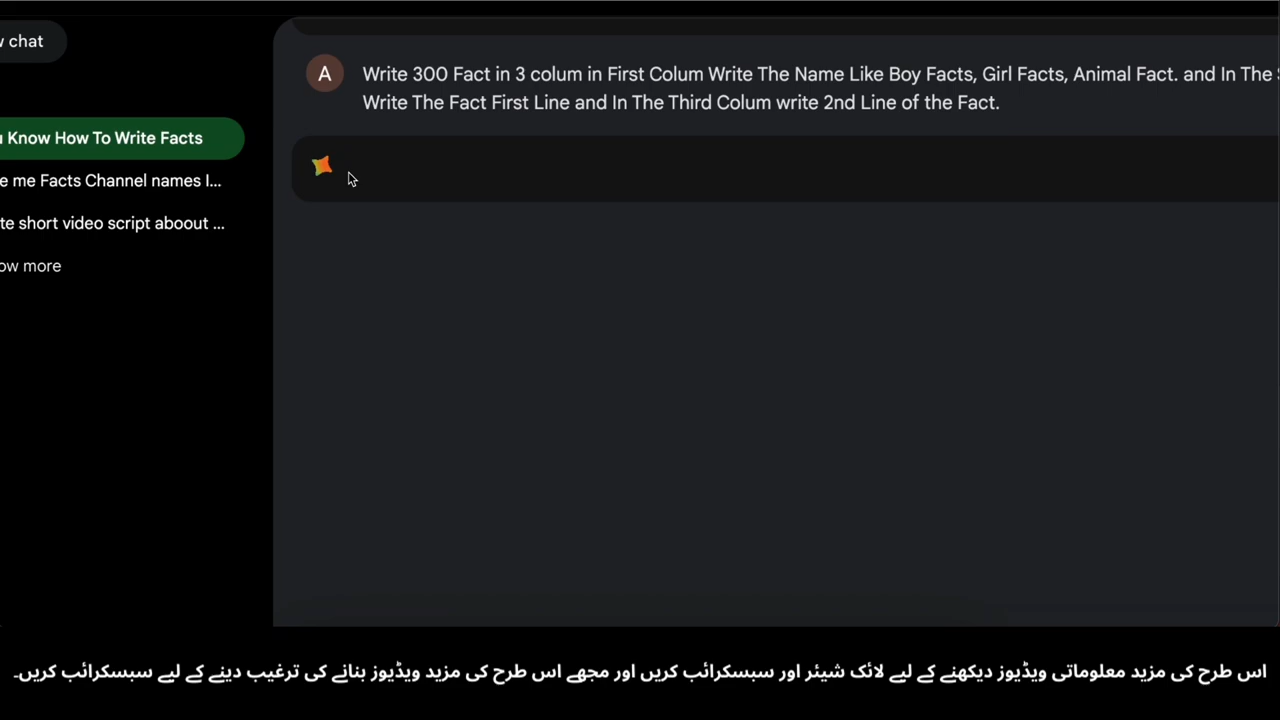 chat
A
Write 300 Fact in 3 colum in First Colum Write The Name Like Boy Facts, Girl Facts, Animal Fact. and In The
Write The Fact First Line and In The Third Colum write 2nd Line of the Fact.
Know How To Write Facts
me Facts Channel names I...
short video script aboout ...
more
اس طرح کی مزید معلوماتی ویڈیوز دیکھنے کے لیے لائک شیئر اور سبسکرائب کریں اور مجھے اس طرح کی مزید ویڈیوز بنانے کی ترغیب دینے کے لیے سبسکرائب کریں۔